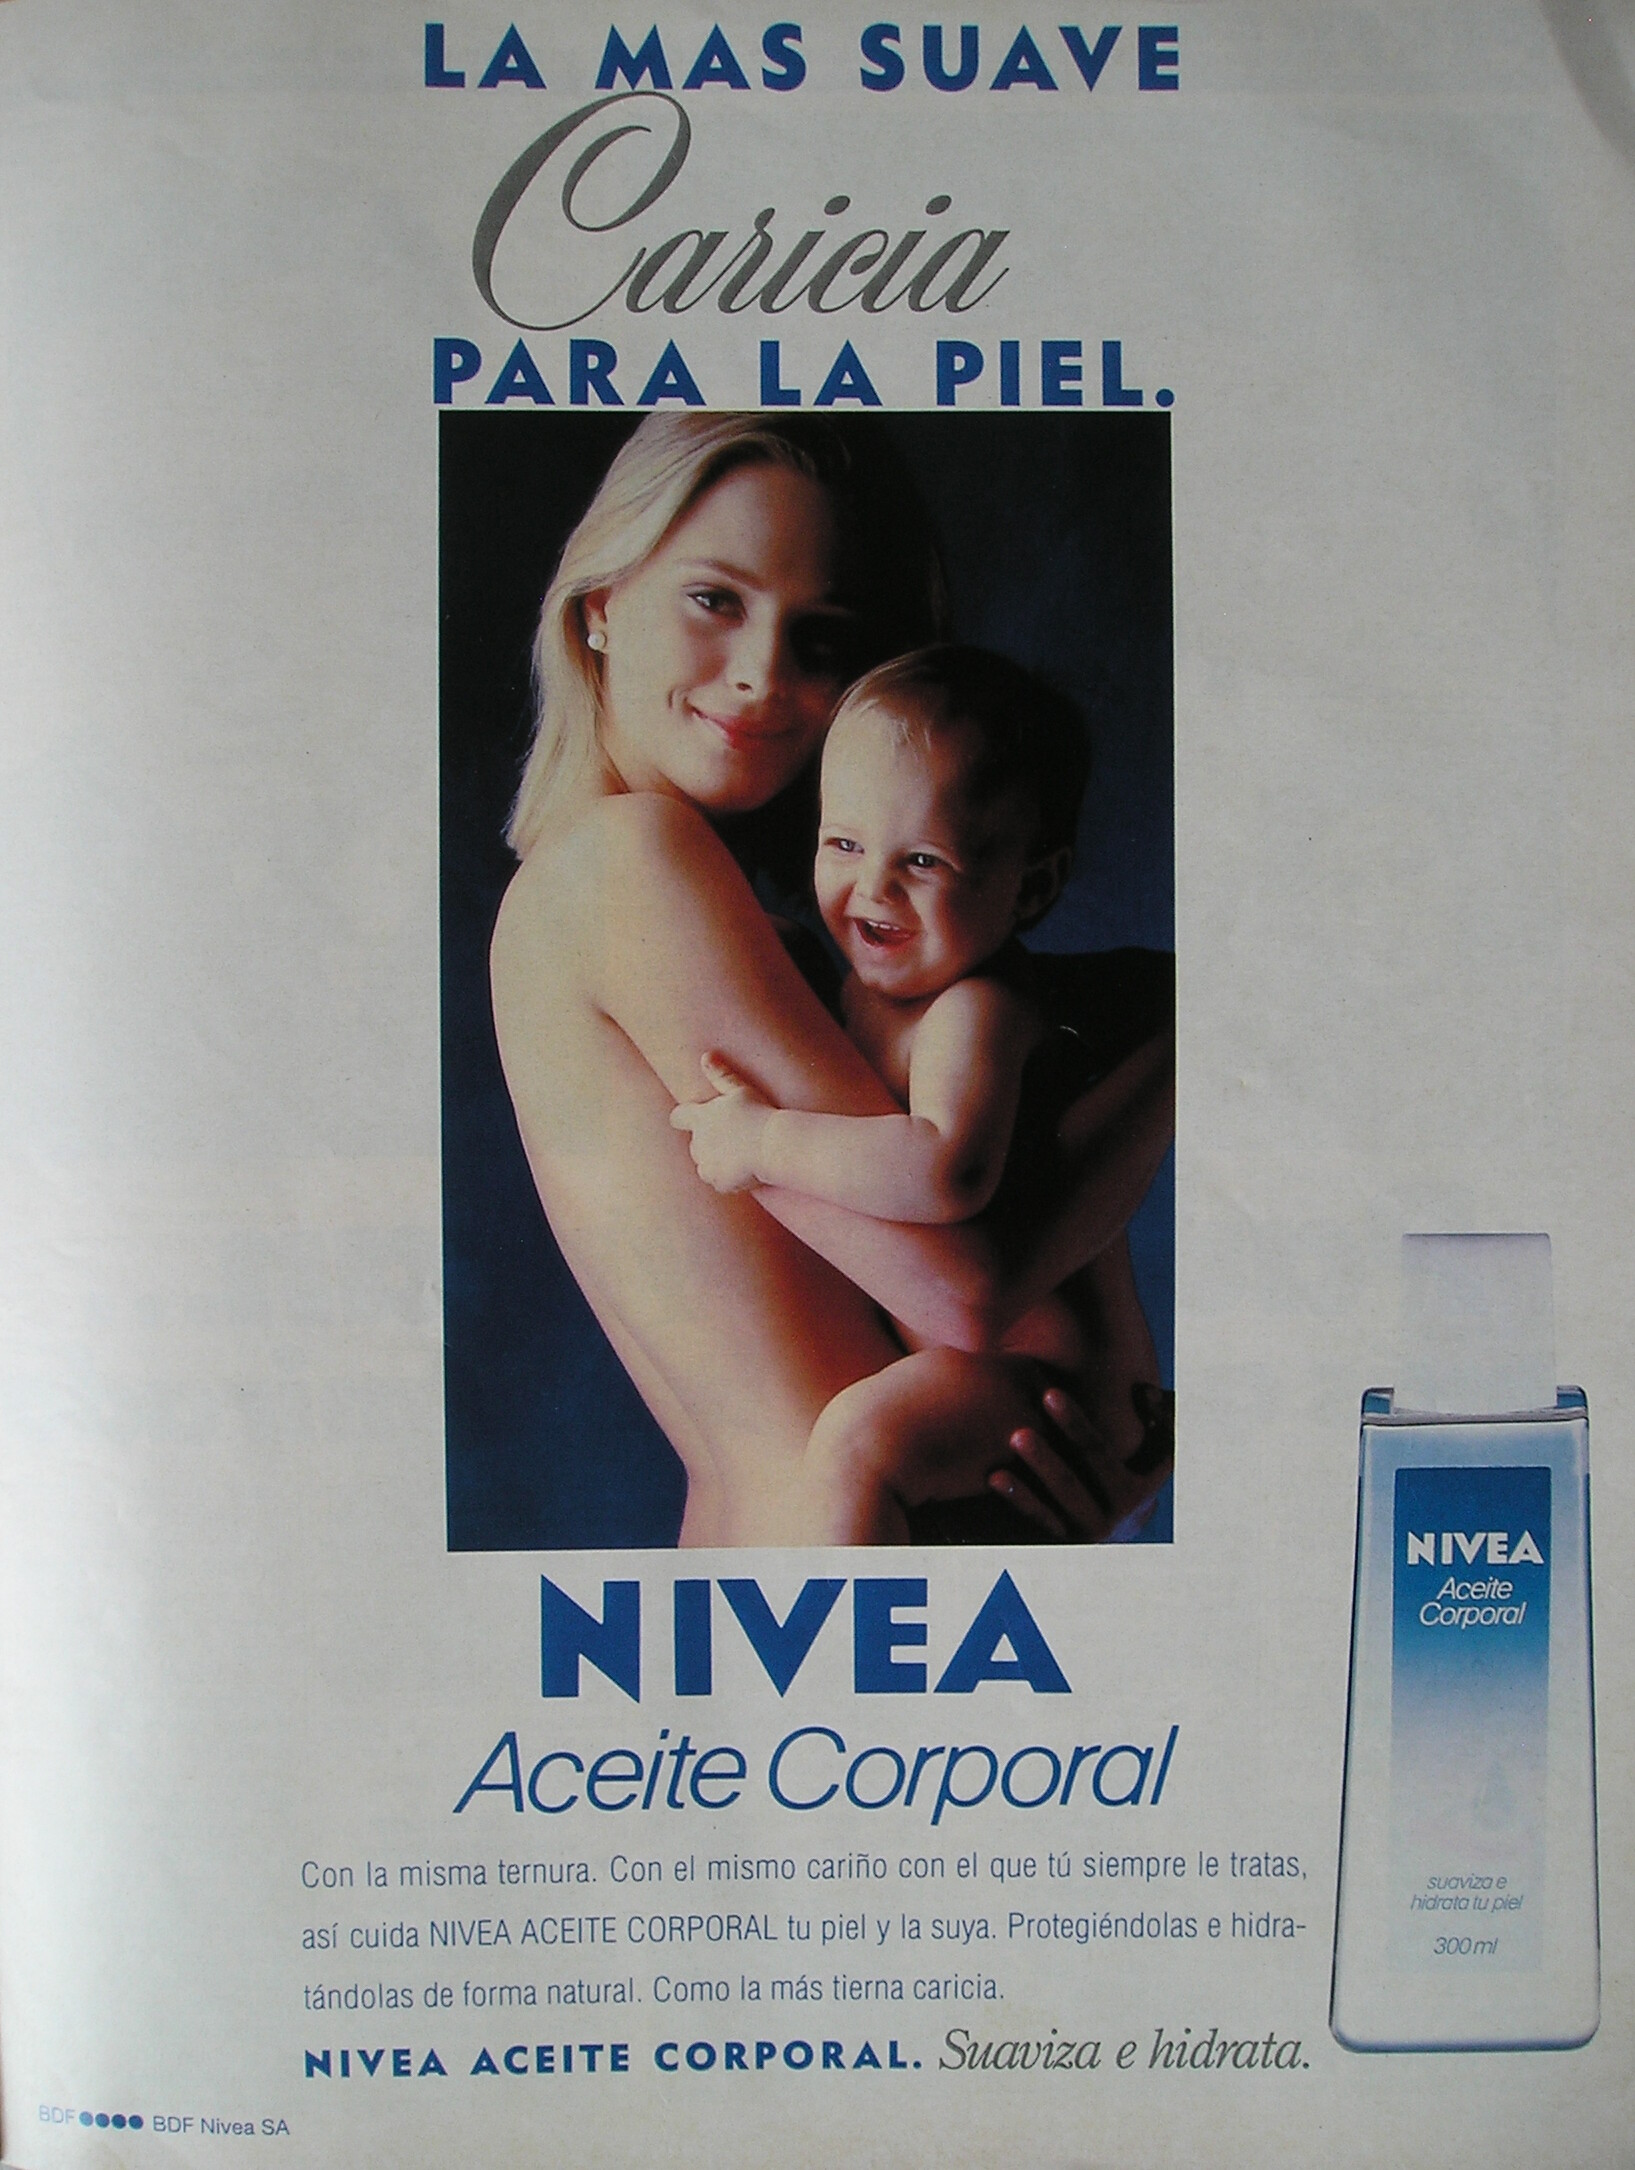 LA MAS SUAVE
Caricia
PARA LA PIEL.
NIVEA
Aceite Corporal
Con la misma ternura. Con el mismo cariño con el que tú siempre le tratas,
así cuida NIVEA ACEITE CORPORAL tu piel y la suya. Protegiéndolas e hidra-
tándolas de forma natural. Como la más tierna caricia.
NIVEA ACEITE CORPORAL. Suaviza e hidrata.
NIVEA
Aceite
Corporal
suaviza e
hidrata tu piel
300 ml
BDF●●●● BDF Nivea SA